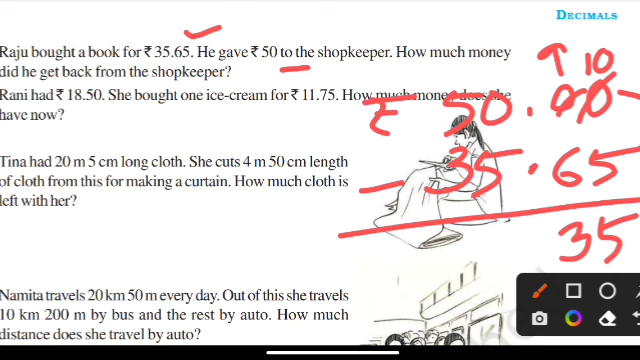 DECIMALS
Raju bought a book for ₹ 35.65. He gave ₹ 50 to the shopkeeper. How much money
did he get back from the shopkeeper?
Rani had ₹ 18.50. She bought one ice-cream for ₹ 11.75. How much money does she
have now?
Tina had 20 m 5 cm long cloth. She cuts 4 m 50 cm length
of cloth from this for making a curtain. How much cloth is
left with her?
Namita travels 20 km 50 m every day. Out of this she travels
10 km 200 m by bus and the rest by auto. How much
distance does she travel by auto?
10
₹ 50.00
- 35.65
35